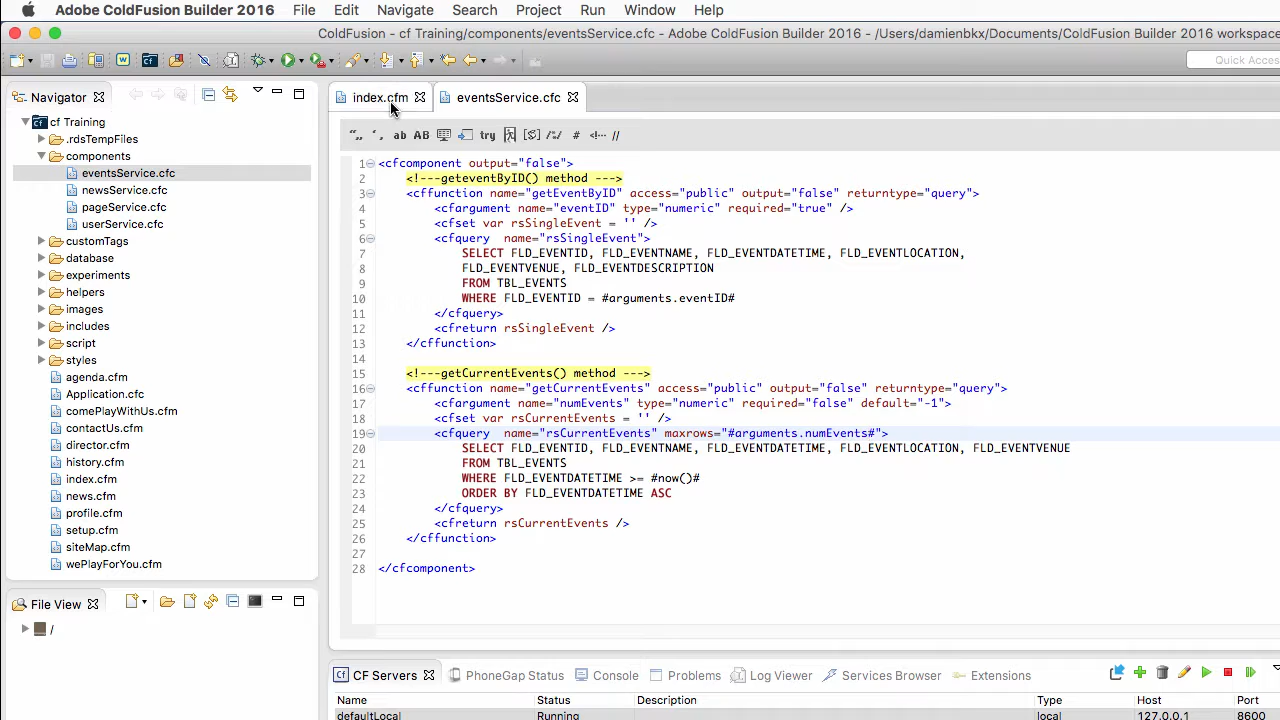 Adobe ColdFusion Builder 2016 File Edit Navigate Search Project Run Window Help
ColdFusion - cf Training/components/eventsService.cfc - Adobe ColdFusion Builder 2016 - /Users/damienbkx/Documents/ColdFusion Builder 2016 workspace
Quick Acces
Navigator
cf Training
.rdsTempFiles
components
eventsService.cfc
newsService.cfc
pageService.cfc
userService.cfc
customTags
database
experiments
helpers
images
includes
script
styles
agenda.cfm
Application.cfc
comePlayWithUs.cfm
contactUs.cfm
director.cfm
history.cfm
index.cfm
news.cfm
profile.cfm
setup.cfm
siteMap.cfm
wePlayForYou.cfm
File View
/
index.cfm eventsService.cfc
ab AB try # //
1 <cfcomponent output="false">
2 <!---geteventByID() method --->
3 <cffunction name="getEventByID" access="public" output="false" returntype="query">
4 <cfargument name="eventID" type="numeric" required="true" />
5 <cfset var rsSingleEvent = '' />
6 <cfquery  name="rsSingleEvent">
7 SELECT FLD_EVENTID, FLD_EVENTNAME, FLD_EVENTDATETIME, FLD_EVENTLOCATION,
8 FLD_EVENTVENUE, FLD_EVENTDESCRIPTION
9 FROM TBL_EVENTS
10 WHERE FLD_EVENTID = #arguments.eventID#
11 </cfquery>
12 <cfreturn rsSingleEvent />
13 </cffunction>
14
15 <!---getCurrentEvents() method --->
16 <cffunction name="getCurrentEvents" access="public" output="false" returntype="query">
17 <cfargument name="numEvents" type="numeric" required="false" default="-1">
18 <cfset var rsCurrentEvents = '' />
19 <cfquery  name="rsCurrentEvents" maxrows="#arguments.numEvents#">
20 SELECT FLD_EVENTID, FLD_EVENTNAME, FLD_EVENTDATETIME, FLD_EVENTLOCATION, FLD_EVENTVENUE
21 FROM TBL_EVENTS
22 WHERE FLD_EVENTDATETIME >= #now()#
23 ORDER BY FLD_EVENTDATETIME ASC
24 </cfquery>
25 <cfreturn rsCurrentEvents />
26 </cffunction>
27
28 </cfcomponent>
CF Servers PhoneGap Status Console Problems Log Viewer Services Browser Extensions
Name Status Description Type Host Port
defaultLocal Running local 127.0.0.1 8600